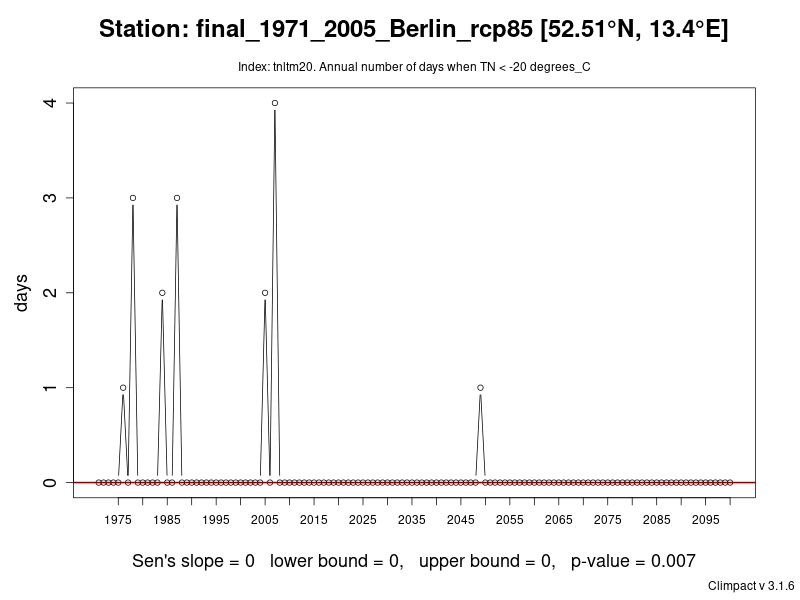 Station: final_1971_2005_Berlin_rcp85 [52.51°N, 13.4°E]
Index: tnltm20. Annual number of days when TN < -20 degrees_C
days
4
3
2
1
0
1975 1985 1995 2005 2015 2025 2035 2045 2055 2065 2075 2085 2095
Sen's slope = 0 lower bound = 0, upper bound = 0, p-value = 0.007
Climpact v 3.1.6